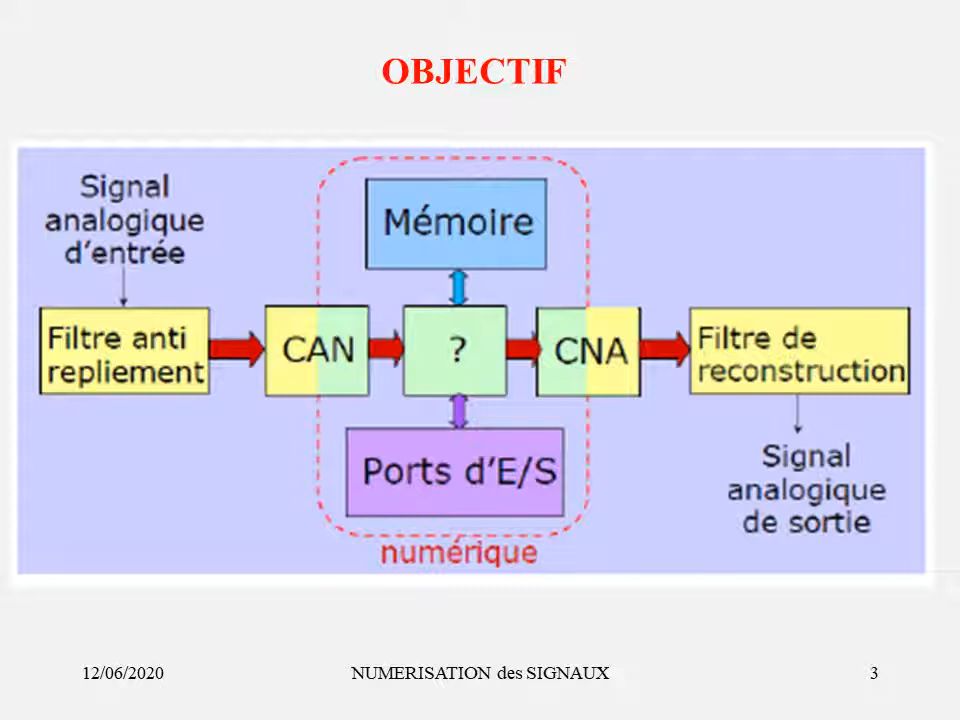 OBJECTIF
Signal
analogique
d'entrée
Mémoire
Filtre anti
repliement
CAN
?
CNA
Filtre de
reconstruction
Ports d'E/S
Signal
analogique
de sortie
numérique
12/06/2020
NUMERISATION des SIGNAUX
3